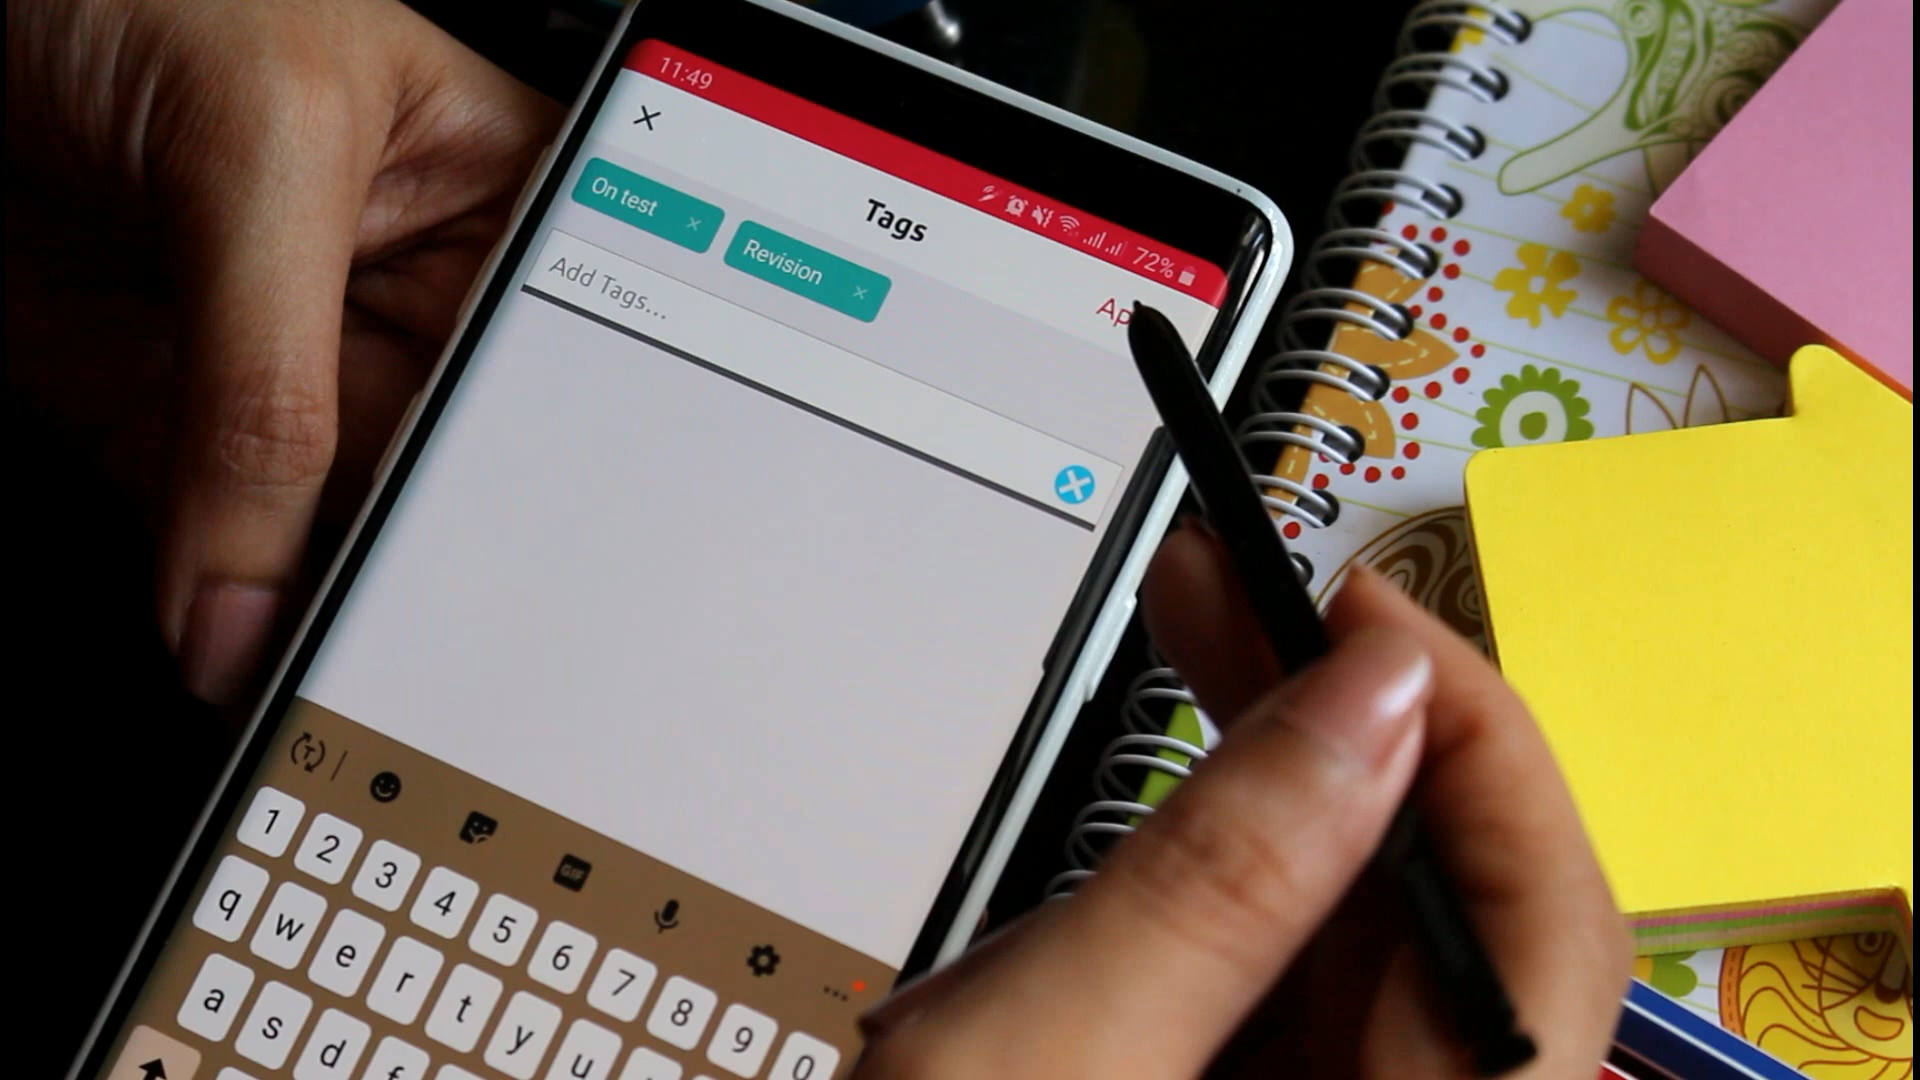 11:49
72%
Tags
On test
Revision
Add Tags...
GIF
1 2 3 4 5 6 7 8 9 0
q w e r t y u
a s d f